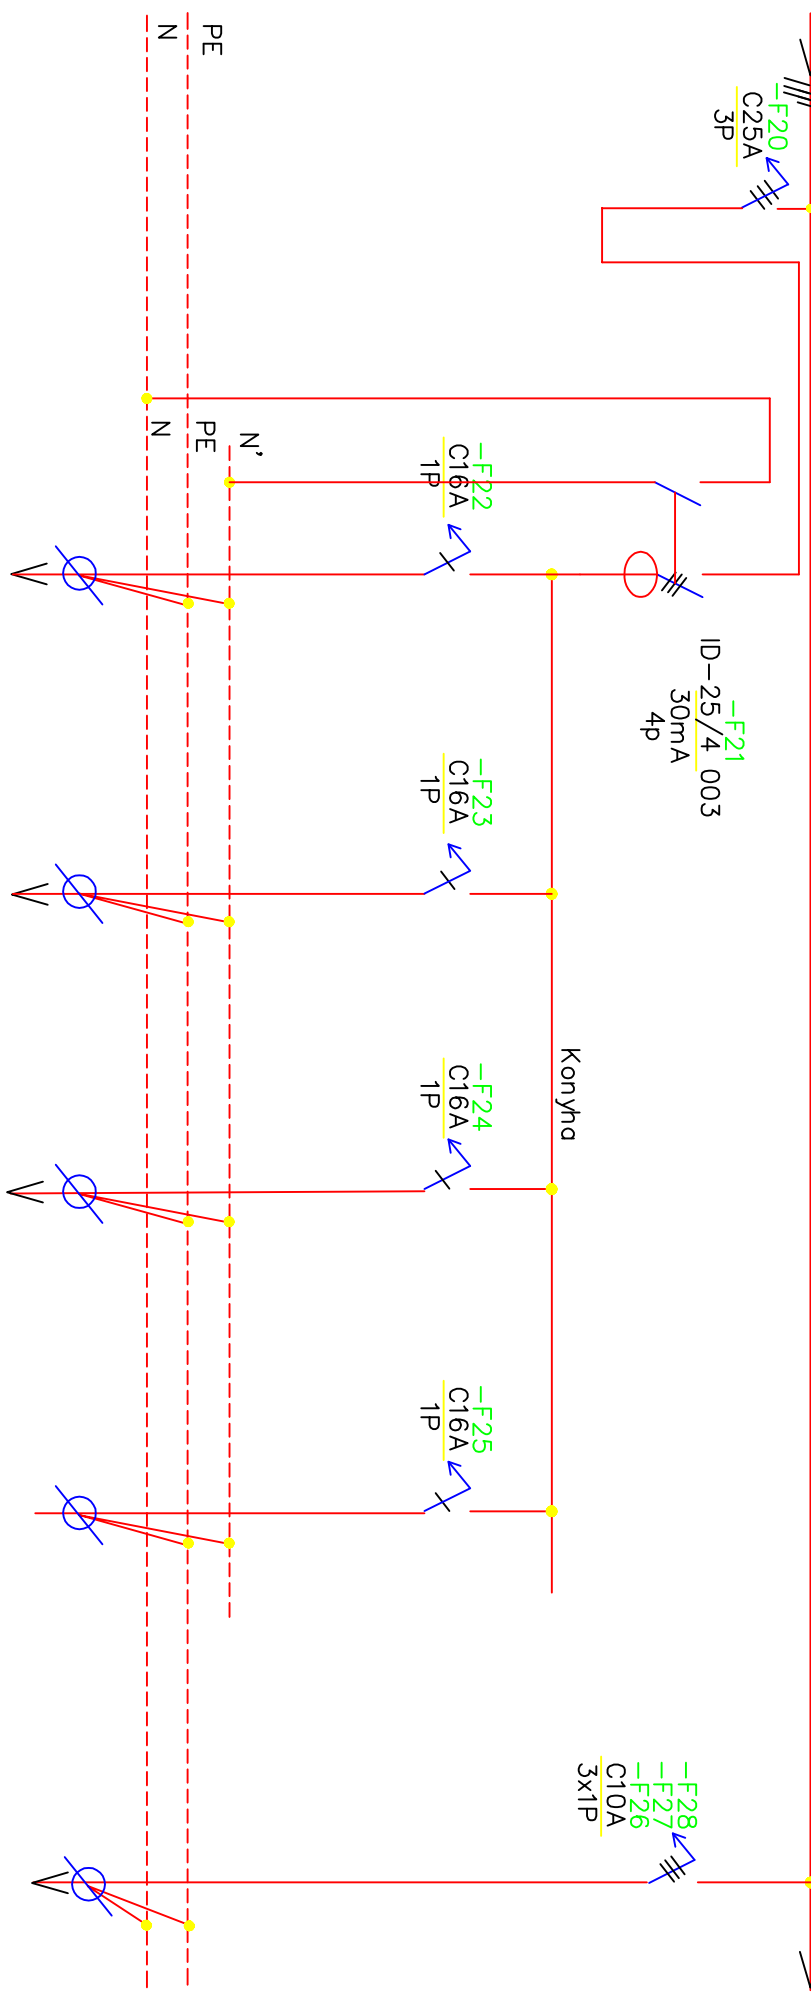 -F20
C25A
3P
PE
N
N'
PE
N
-F22
C16A
1P
-F21
ID-25/4 003
30mA
4p
-F23
C16A
1P
Konyha
-F24
C16A
1P
-F25
C16A
1P
-F28
-F27
-F26
C10A
3x1P